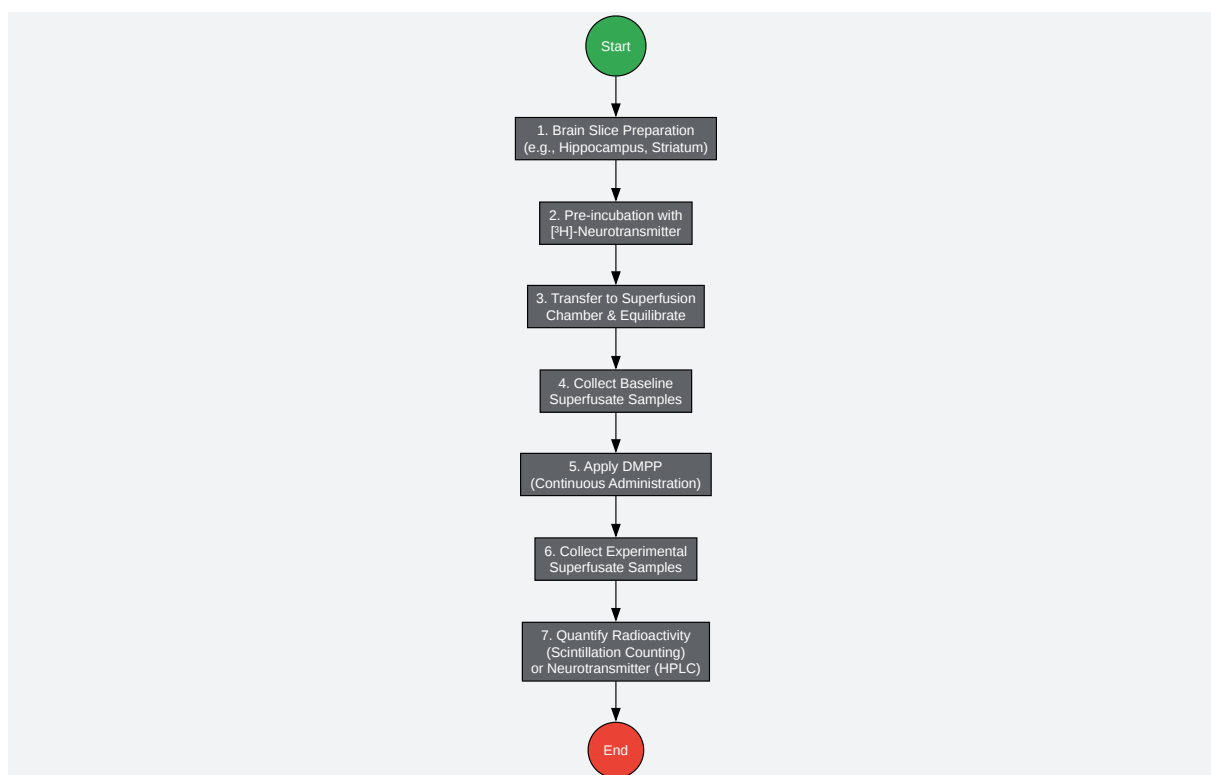 Start
1. Brain Slice Preparation
(e.g., Hippocampus, Striatum)
2. Pre-incubation with
[³H]-Neurotransmitter
3. Transfer to Superfusion
Chamber & Equilibrate
4. Collect Baseline
Superfusate Samples
5. Apply DMPP
(Continuous Administration)
6. Collect Experimental
Superfusate Samples
7. Quantify Radioactivity
(Scintillation Counting)
or Neurotransmitter (HPLC)
End